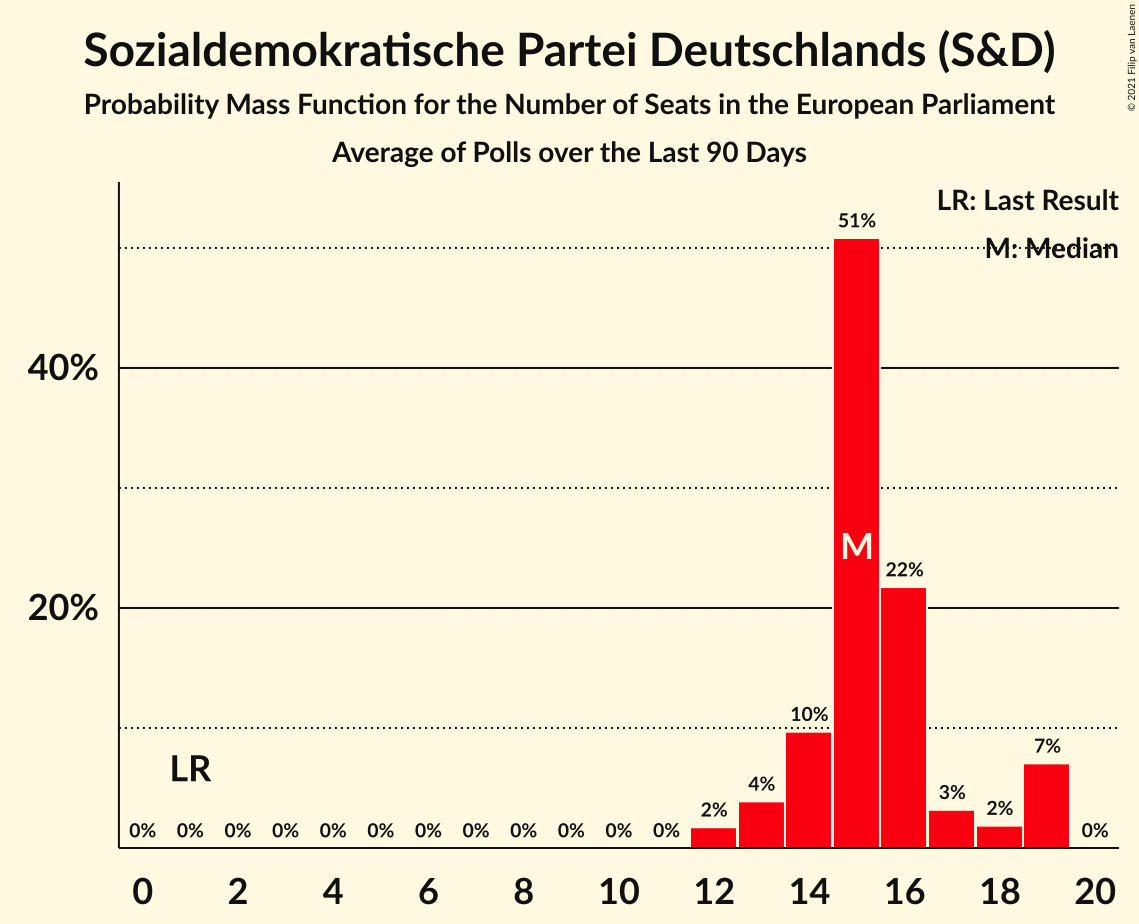 Sozialdemokratische Partei Deutschlands (S&D)
Probability Mass Function for the Number of Seats in the European Parliament
Average of Polls over the Last 90 Days
© 2021 Filip van Laenen
LR: Last Result
M: Median
51%
40%
M
22%
20%
10%
LR
7%
4%
3%
2%
2%
0% 0% 0% 0% 0% 0% 0% 0% 0% 0% 0% 0% 0%
0 2 4 6 8 10 12 14 16 18 20